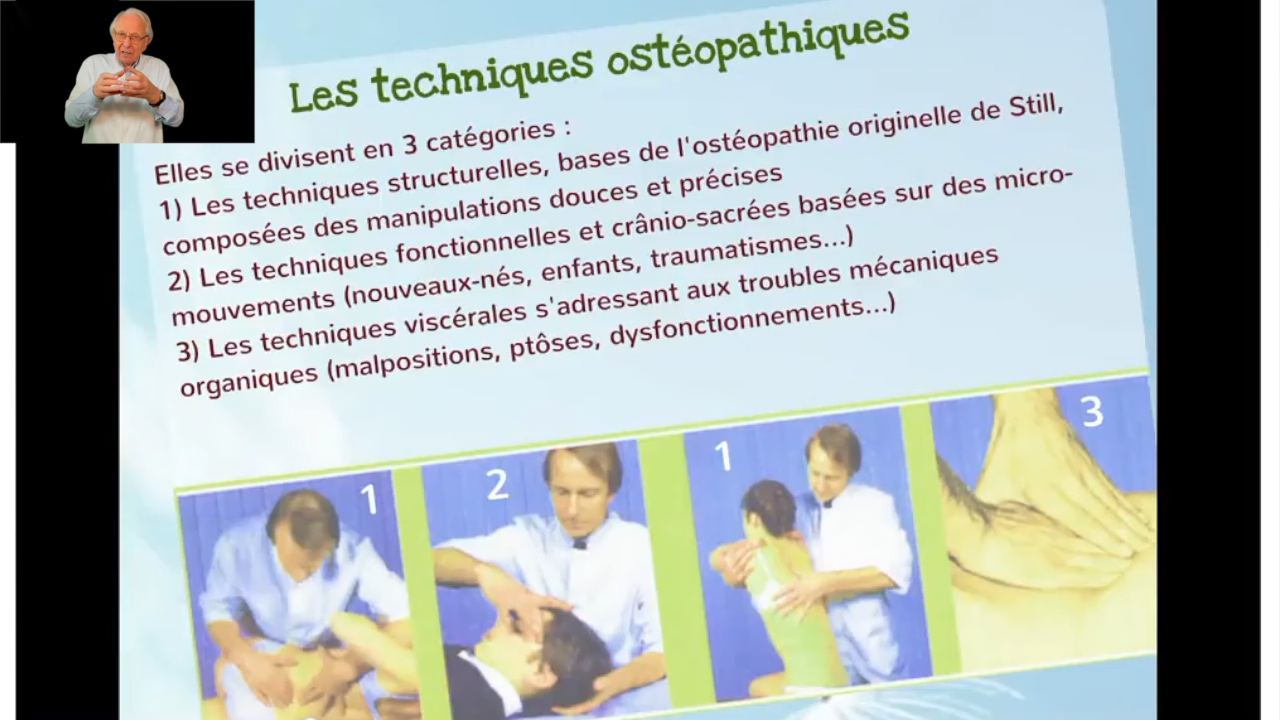 Les techniques ostéopathiques
Elles se divisent en 3 catégories :
1) Les techniques structurelles, bases de l'ostéopathie originelle de Still,
composées des manipulations douces et précises
2) Les techniques fonctionnelles et crânio-sacrées basées sur des micro-
mouvements (nouveaux-nés, enfants, traumatismes...)
3) Les techniques viscérales s'adressant aux troubles mécaniques
organiques (malpositions, ptôses, dysfonctionnements...)
1
2
1
3